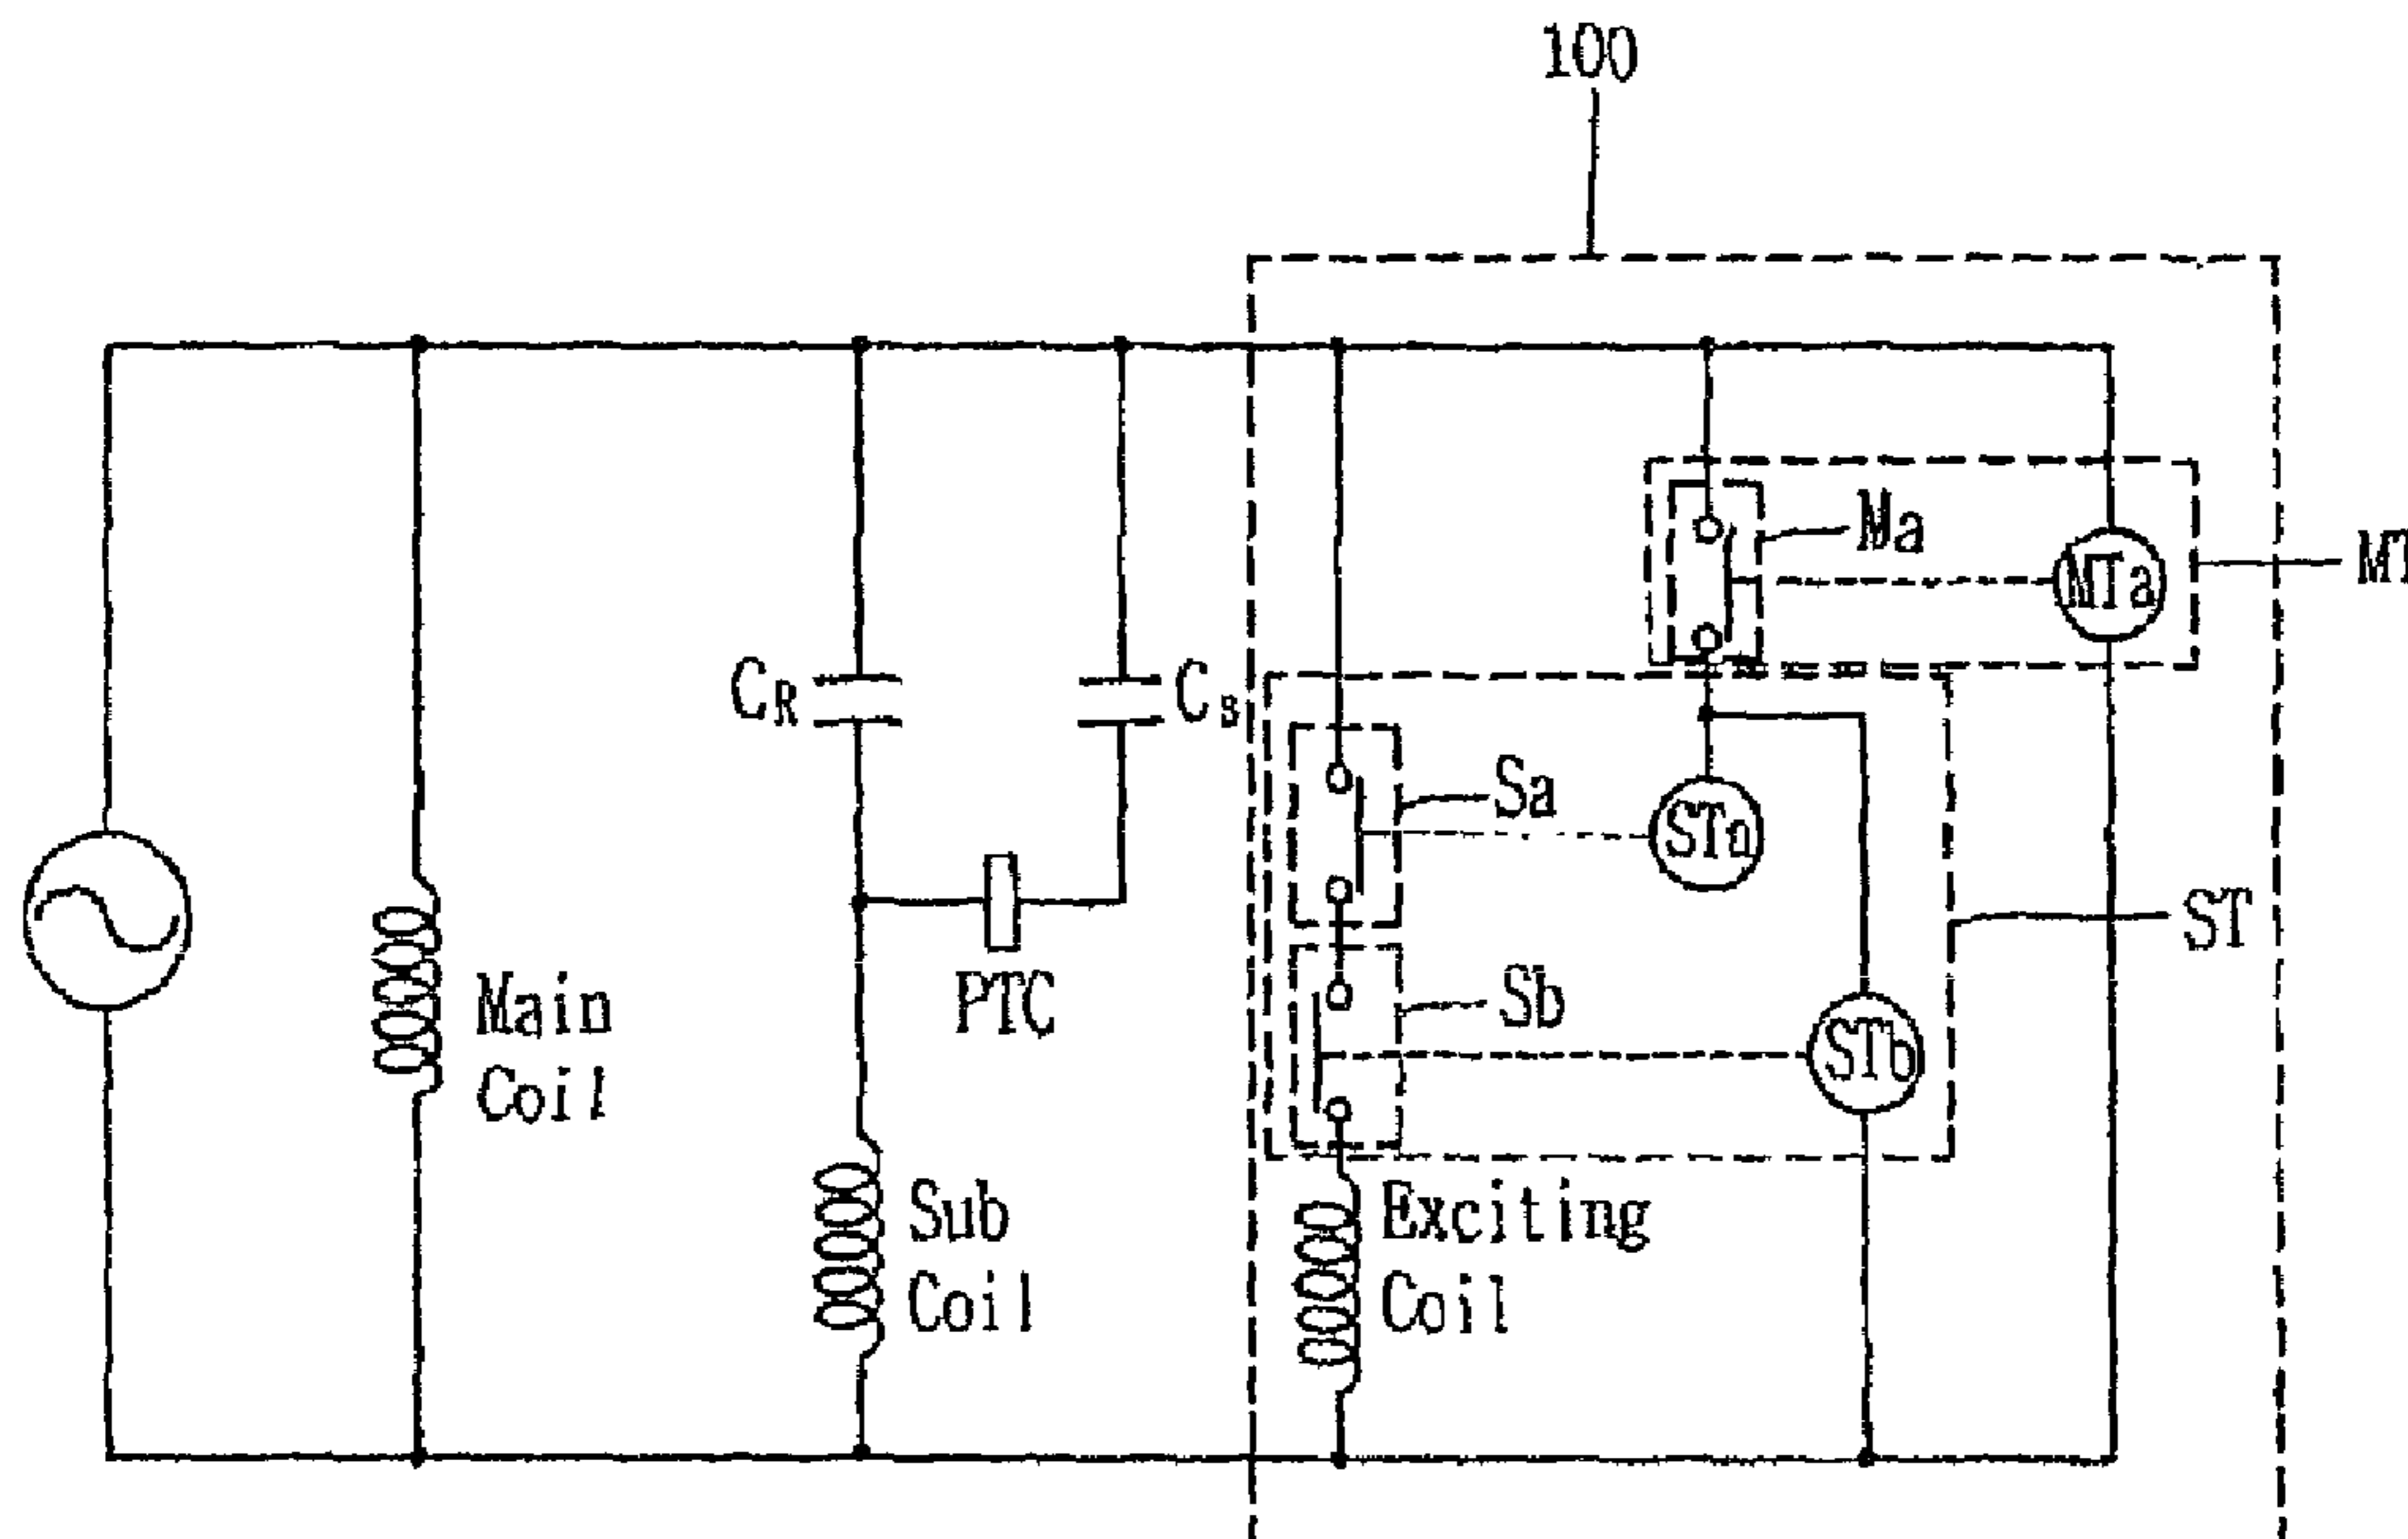 100
Ma
MTa
MT
CR
Cs
Sa
STa
ST
PTC
Sb
STb
Main
Coil
Sub
Coil
Exciting
Coil